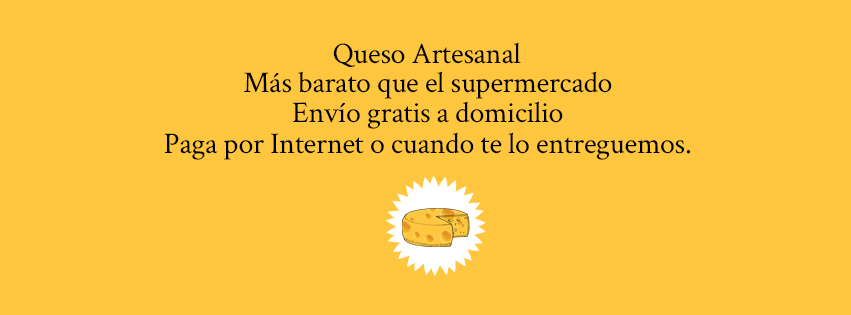 Queso Artesanal
Más barato que el supermercado
Envío gratis a domicilio
Paga por Internet o cuando te lo entreguemos.